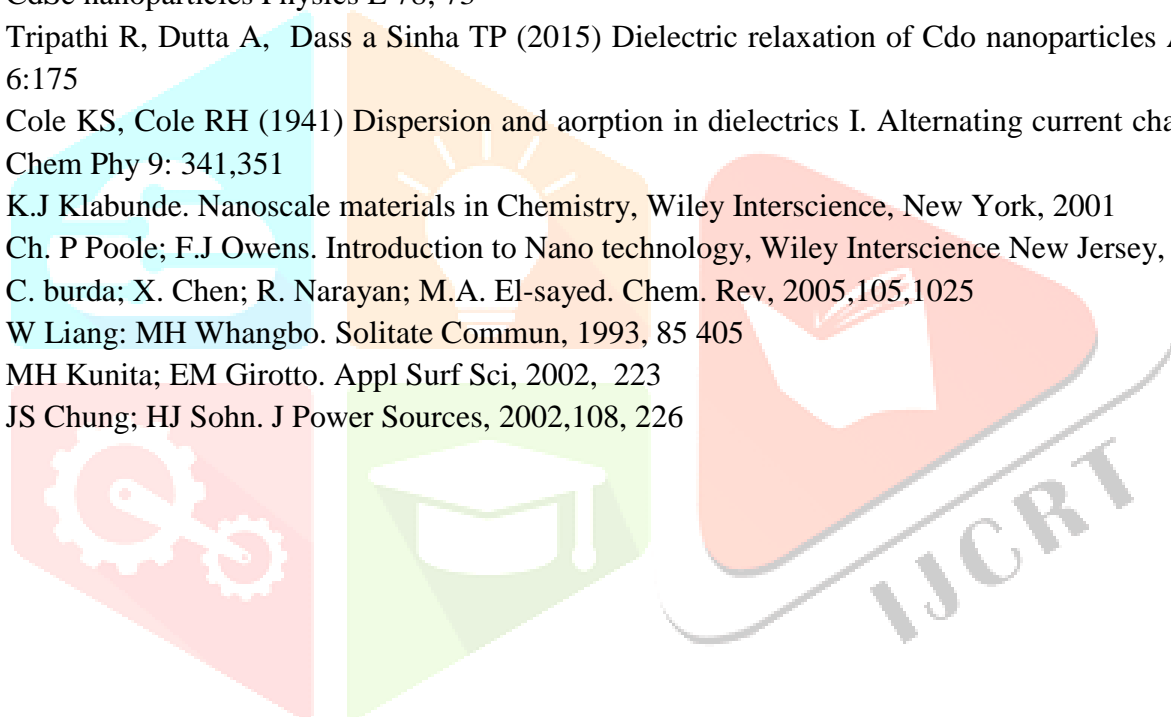 nanoparticles Physics E 78, 75
Tripathi R, Dutta A, Dass a Sinha TP (2015) Dielectric relaxation of Cdo nanoparticles
6:175
Cole KS, Cole RH (1941) Dispersion and aorption in dielectrics I. Alternating current cha
Chem Phy 9: 341,351
K.J Klabunde. Nanoscale materials in Chemistry, Wiley Interscience, New York, 2001
Ch. P Poole; F.J Owens. Introduction to Nano technology, Wiley Interscience New Jersey,
C. burda; X. Chen; R. Narayan; M.A. El-sayed. Chem. Rev, 2005,105,1025
W Liang: MH Whangbo. Solitate Commun, 1993, 85 405
MH Kunita; EM Girotto. Appl Surf Sci, 2002, 223
JS Chung; HJ Sohn. J Power Sources, 2002,108, 226
IJCRT